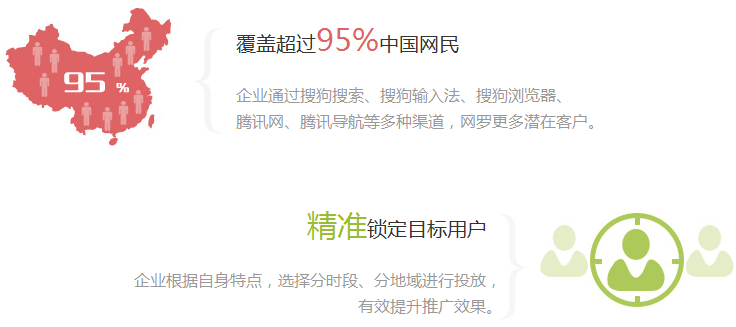 95 %
覆盖超过95%中国网民
企业通过搜狗搜索、搜狗输入法、搜狗浏览器、
腾讯网、腾讯导航等多种渠道，网罗更多潜在客户。
精准锁定目标用户
企业根据自身特点，选择分时段、分地域进行投放，
有效提升推广效果。